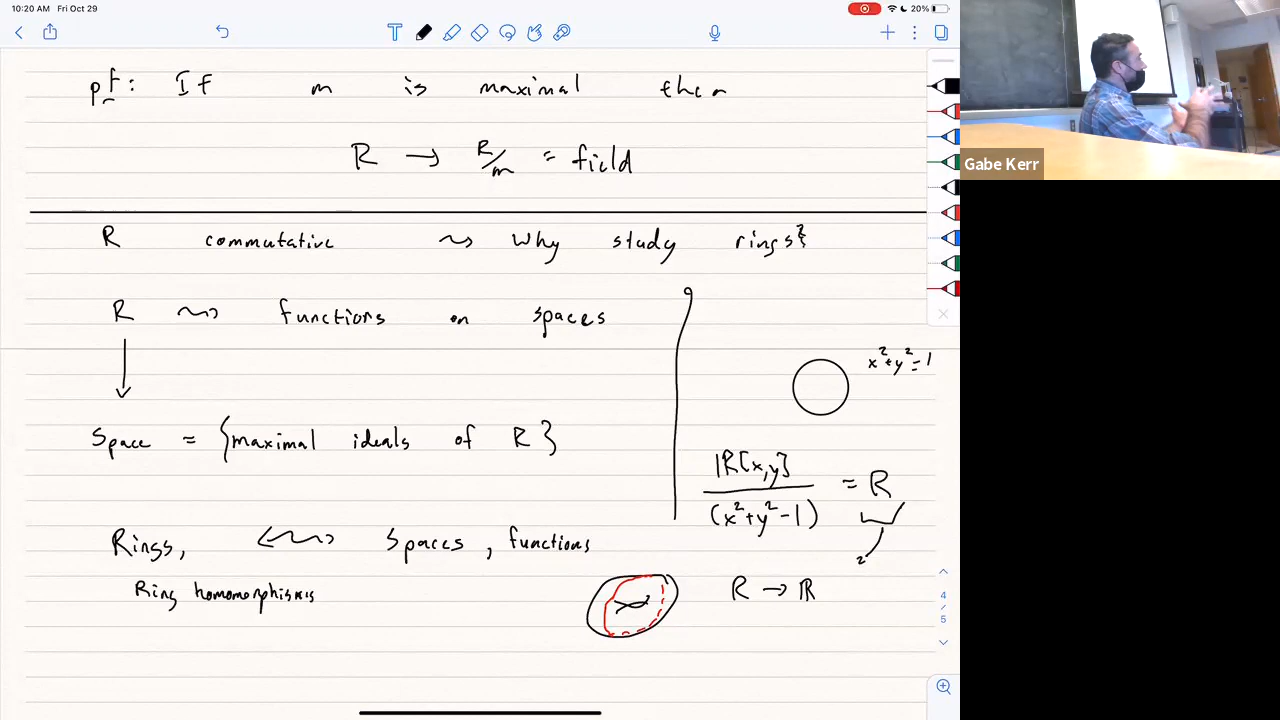 10:20 AM Fri Oct 29
20%
Gabe Kerr
pf: If m is maximal then
R → R/m = field
R commutative ⇝ Why study rings?
R ⇝ functions on spaces
x²+y²=1
Space = {maximal ideals of R}
ℝ[x,y]
(x²+y²-1) = R
Rings, ⇜⇝ Spaces, functions
Ring homomorphisms
R → ℝ
4
/
5